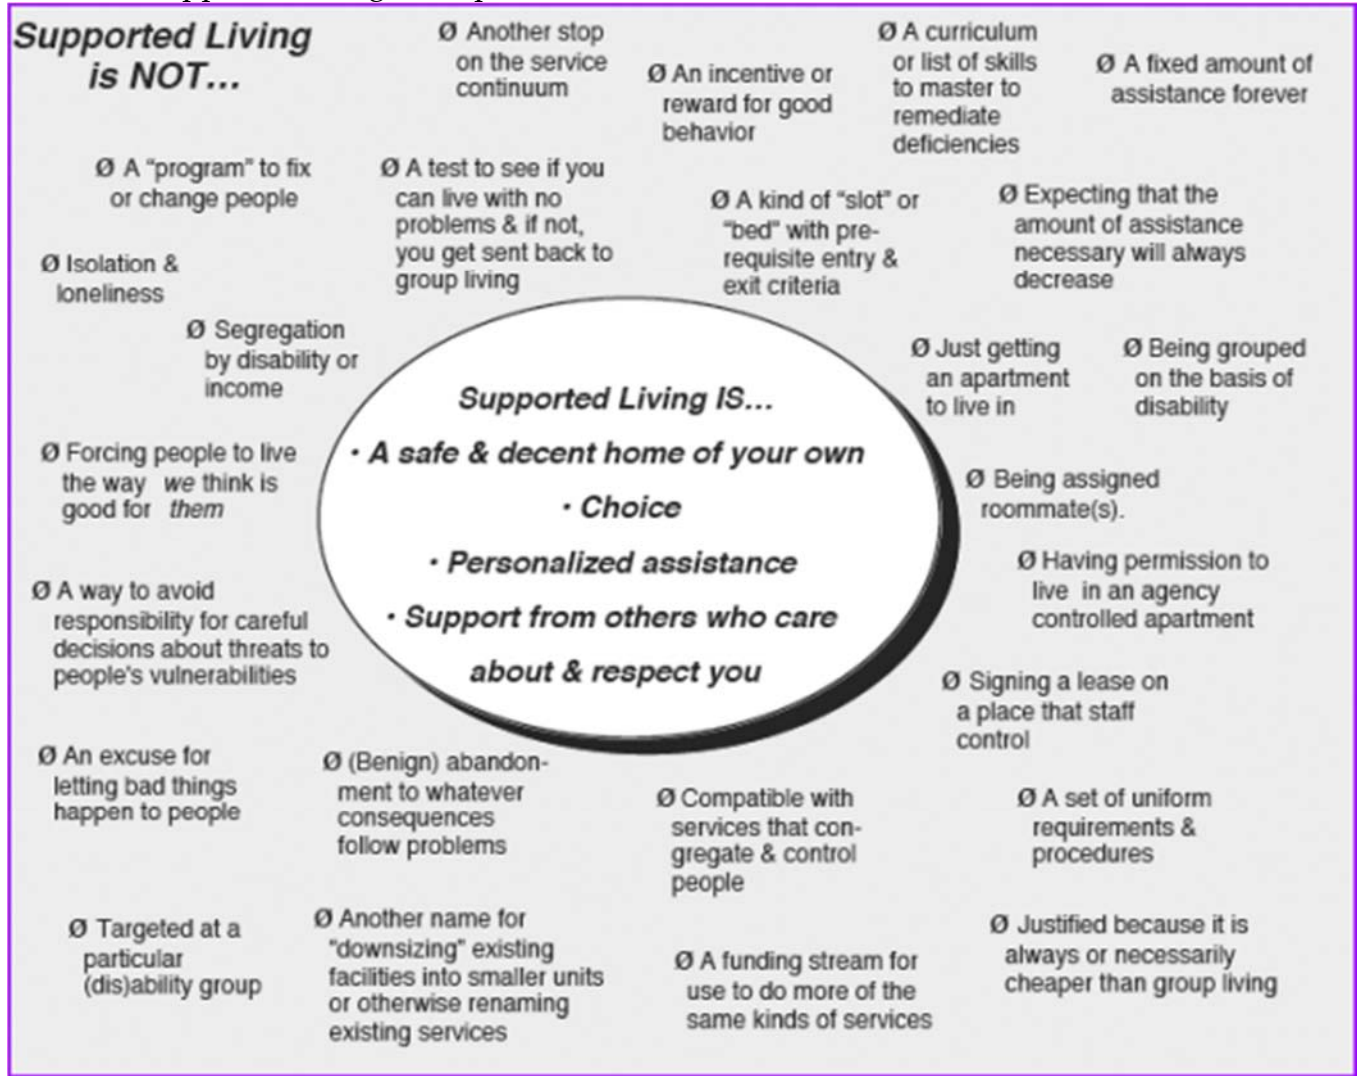 Supported Living
is NOT...
Ø Another stop
on the service
continuum
Ø An incentive or
reward for good
behavior
Ø A curriculum
or list of skills
to master to
remediate
deficiencies
Ø A fixed amount of
assistance forever
Ø A "program" to fix
or change people
Ø A test to see if you
can live with no
problems & if not,
you get sent back to
group living
Ø A kind of "slot" or
"bed" with pre-
requisite entry &
exit criteria
Ø Expecting that the
amount of assistance
necessary will always
decrease
Ø Isolation &
loneliness
Ø Segregation
by disability or
income
Ø Just getting
an apartment
to live in
Ø Being grouped
on the basis of
disability
Supported Living IS...
· A safe & decent home of your own
· Choice
· Personalized assistance
· Support from others who care
about & respect you
Ø Forcing people to live
the way we think is
good for them
Ø Being assigned
roommate(s).
Ø Having permission to
live in an agency
controlled apartment
Ø A way to avoid
responsibility for careful
decisions about threats to
people's vulnerabilities
Ø Signing a lease on
a place that staff
control
Ø An excuse for
letting bad things
happen to people
Ø (Benign) abandon-
ment to whatever
consequences
follow problems
Ø Compatible with
services that con-
gregate & control
people
Ø A set of uniform
requirements &
procedures
Ø Targeted at a
particular
(dis)ability group
Ø Another name for
"downsizing" existing
facilities into smaller units
or otherwise renaming
existing services
Ø A funding stream for
use to do more of the
same kinds of services
Ø Justified because it is
always or necessarily
cheaper than group living